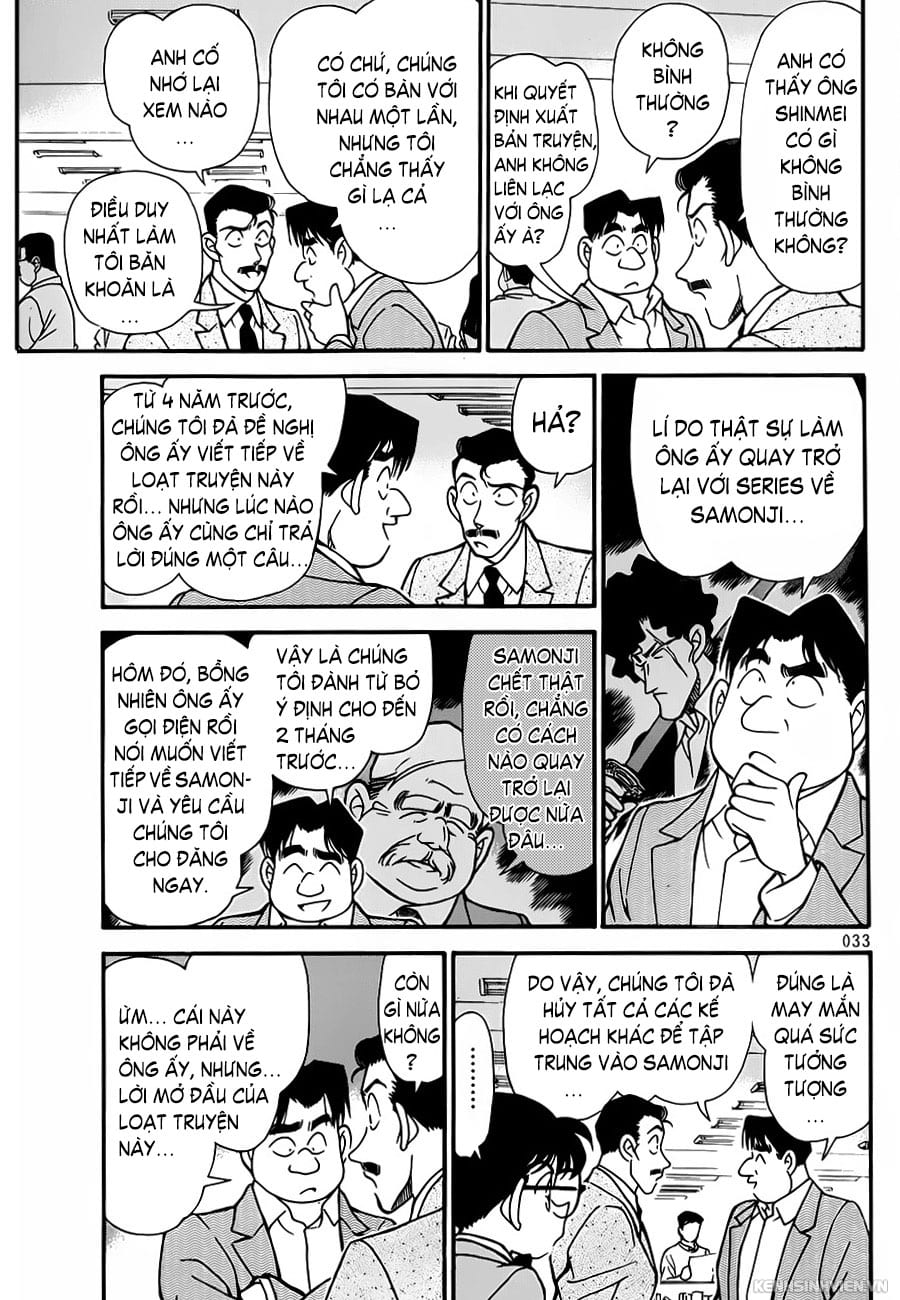 ANH CÓ
THẤY ÔNG
SHINMEI
CÓ GÌ
KHÔNG
BÌNH
THƯỜNG
KHÔNG?
KHÔNG
BÌNH
THƯỜNG
?
KHI QUYẾT
ĐỊNH XUẤT
BẢN TRUYỆN,
ANH KHÔNG
LIÊN LẠC
VỚI ÔNG
ẤY À?
CÓ CHỨ, CHÚNG
TÔI CÓ BÀN VỚI
NHAU MỘT LẦN,
NHƯNG TÔI
CHẲNG THẤY
GÌ LẠ CẢ
...
ANH CỐ
NHỚ LẠI
XEM NÀO
...
ĐIỀU DUY
NHẤT LÀM
TÔI BĂN
KHOĂN LÀ
...
LÍ DO THẬT SỰ LÀM
ÔNG ẤY QUAY TRỞ
LẠI VỚI SERIES VỀ
SAMONJI...
HẢ?
TỪ 4 NĂM TRƯỚC,
CHÚNG TÔI ĐÃ ĐỀ NGHỊ
ÔNG ẤY VIẾT TIẾP VỀ
LOẠT TRUYỆN NÀY
RỒI... NHƯNG LÚC NÀO
ÔNG ẤY CŨNG CHỈ TRẢ
LỜI ĐÚNG MỘT CÂU...
SAMONJI
CHẾT THẬT
RỒI, CHẲNG
CÓ CÁCH
NÀO QUAY
TRỞ LẠI
ĐƯỢC NỮA
ĐÂU...
VẬY LÀ CHÚNG
TÔI ĐÀNH TỪ BỎ
Ý ĐỊNH CHO ĐẾN
2 THÁNG
TRƯỚC...
HÔM ĐÓ, BỖNG
NHIÊN ÔNG ẤY
GỌI ĐIỆN RỒI
NÓI MUỐN VIẾT
TIẾP VỀ SAMON-
JI VÀ YÊU CẦU
CHÚNG TÔI
CHO ĐĂNG
NGAY.
033
ĐÚNG LÀ
MAY MẮN
QUÁ SỨC
TƯỞNG
TƯỢNG
...
DO VẬY, CHÚNG TÔI ĐÃ
HỦY TẤT CẢ CÁC KẾ
HOẠCH KHÁC ĐỂ TẬP
TRUNG VÀO SAMONJI
...
.........
CÒN
GÌ NỮA
KHÔNG?
ỪM... CÁI NÀY
KHÔNG PHẢI VỀ
ÔNG ẤY, NHƯNG...
LỜI MỞ ĐẦU CỦA
LOẠT TRUYỆN
NÀY...
KENHSINHVIEN.VN